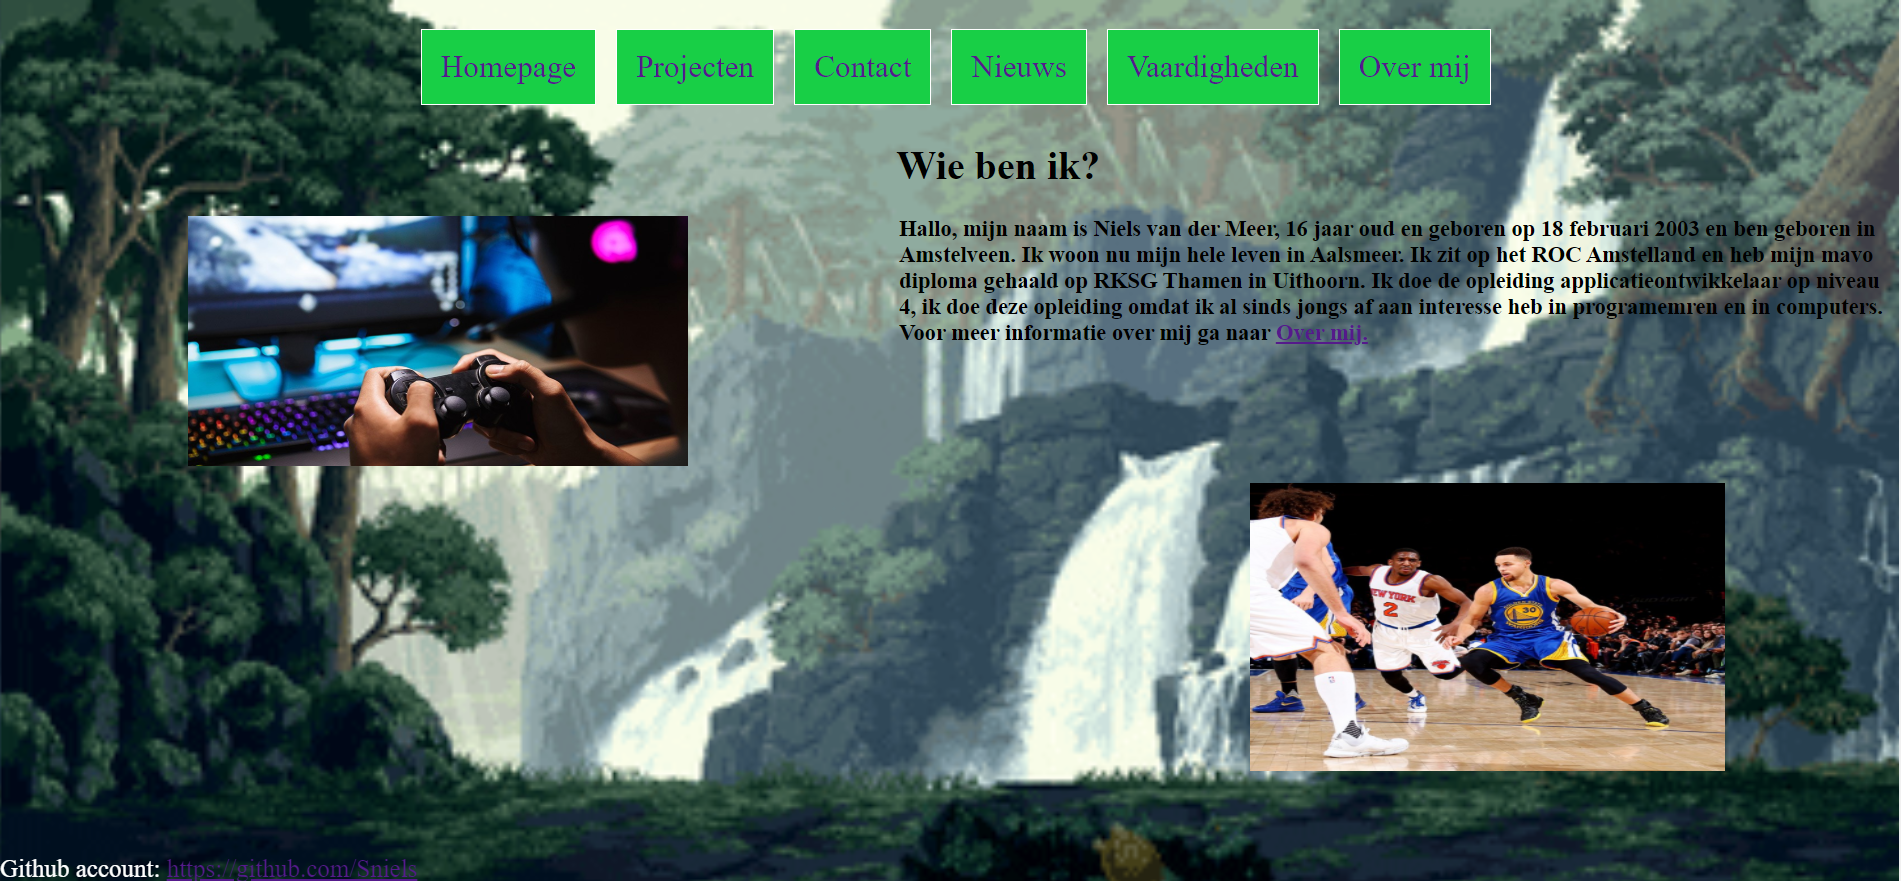 Homepage Projecten Contact Nieuws Vaardigheden Over mij
Wie ben ik?
Hallo, mijn naam is Niels van der Meer, 16 jaar oud en geboren op 18 februari 2003 en ben geboren in
Amstelveen. Ik woon nu mijn hele leven in Aalsmeer. Ik zit op het ROC Amstelland en heb mijn mavo
diploma gehaald op RKSG Thamen in Uithoorn. Ik doe de opleiding applicatieontwikkelaar op niveau
4, ik doe deze opleiding omdat ik al sinds jongs af aan interesse heb in programemren en in computers.
Voor meer informatie over mij ga naar Over mij.
NEW YORK
2
30
Github account: https://github.com/Sniels